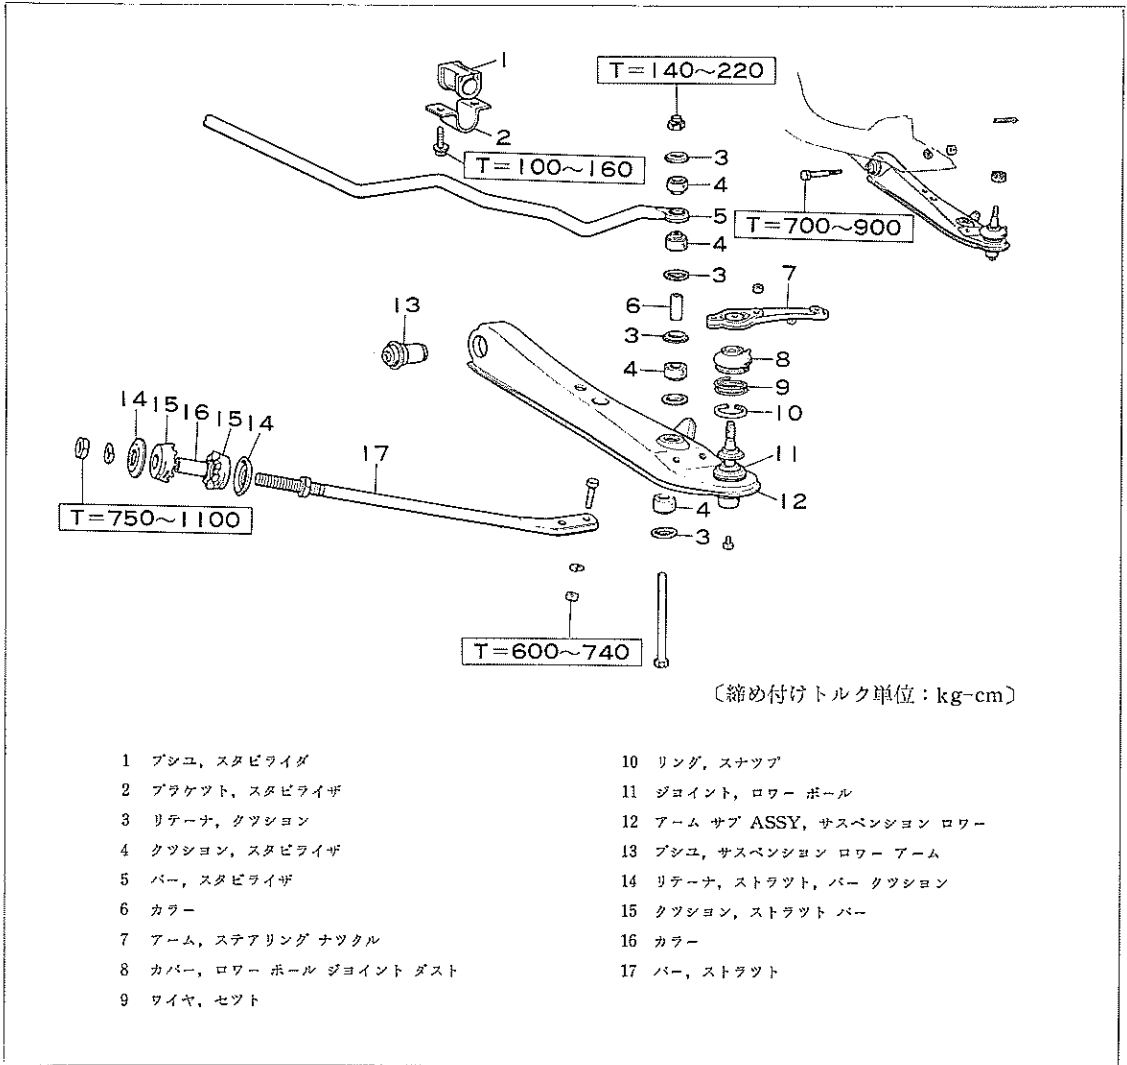 1
T=140〜220
2
T=100〜160
3
4
5
T=700〜900
4
3
7
13
6
3
8
4
9
14 15 16 15 14
10
17
11
12
T=750〜1100
4
3
T=600〜740
〔締め付けトルク単位：kg-cm〕
1 ブシユ, スタビライダ
2 ブラケツト, スタビライザ
3 リテーナ, クツシヨン
4 クツシヨン, スタビライザ
5 バー, スタビライザ
6 カラー
7 アーム, ステアリング ナツクル
8 カバー, ロワー ボール ジヨイント ダスト
9 ワイヤ, セツト
10 リング, スナツプ
11 ジヨイント, ロワー ボール
12 アーム サブ ASSY, サスペンシヨン ロワー
13 ブシユ, サスペンシヨン ロワー アーム
14 リテーナ, ストラツト, バー クツシヨン
15 クツシヨン, ストラツト バー
16 カラー
17 バー, ストラツト